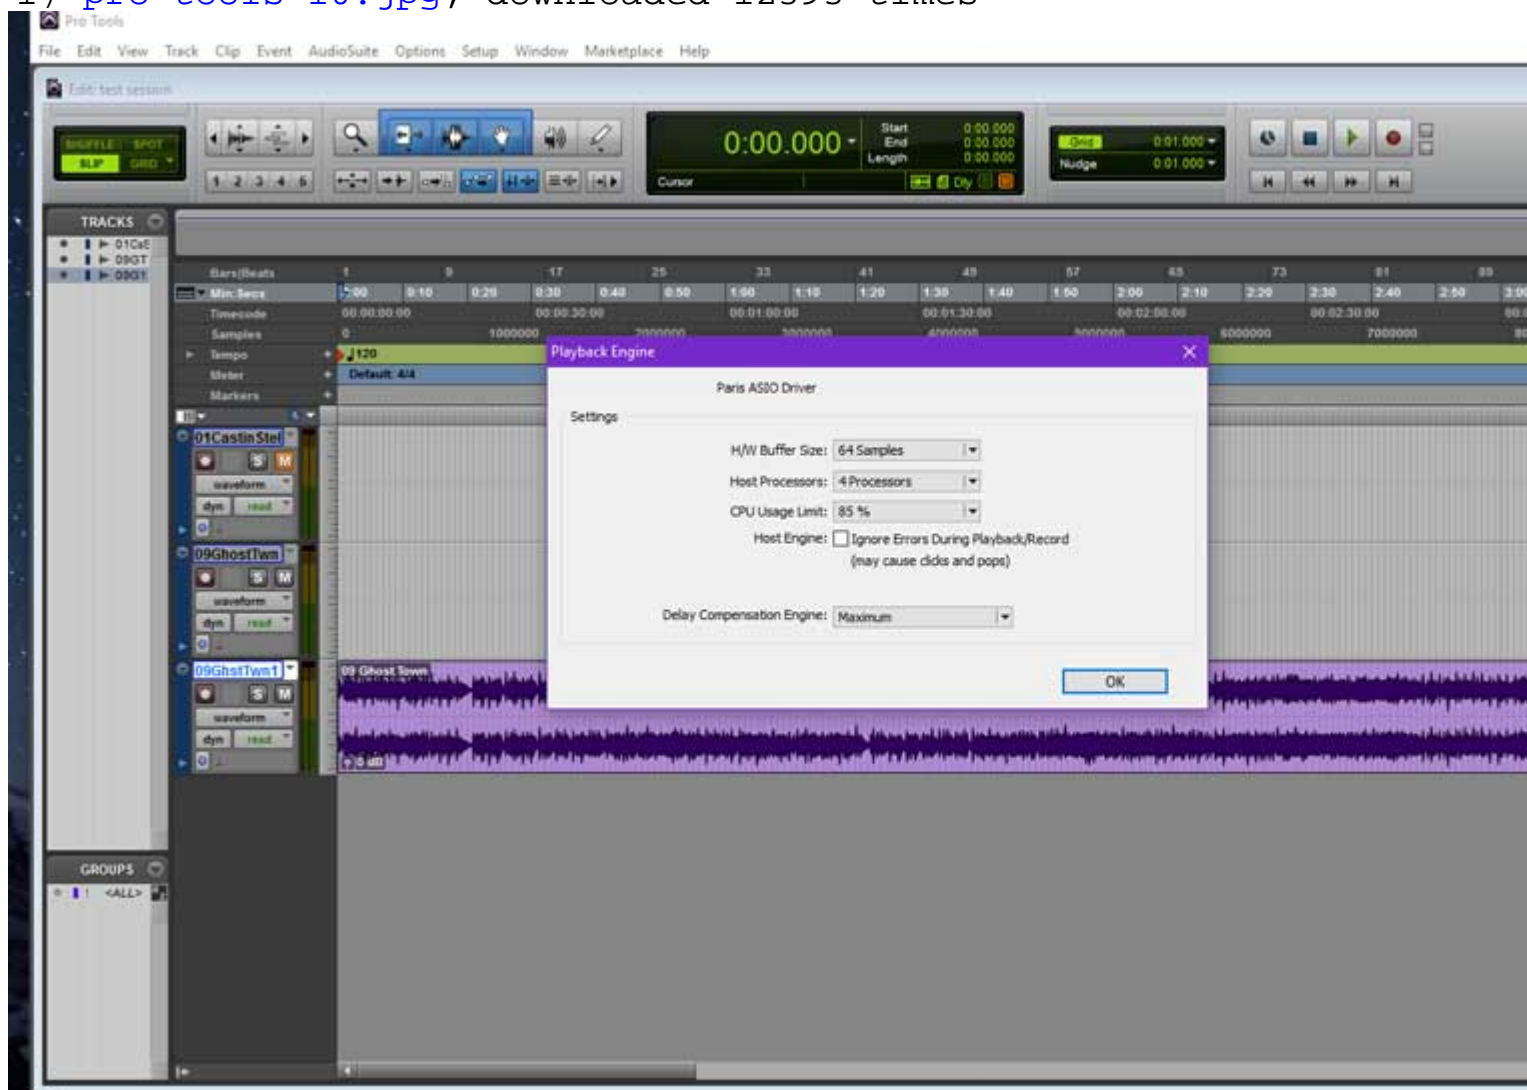 Pro Tools
File Edit View Track Clip Event AudioSuite Options Setup Window Marketplace Help
Edit: test session
SHUFFLE SPOT
SLIP GRID
1 2 3 4 5
0:00.000
Start 0:00.000
End 0:00.000
Length 0:00.000
Cursor
Dly
Grid 0:01.000
Nudge 0:01.000
TRACKS
01CsS
09GT
09GT
Bars|Beats 1 9 17 25 33 41 49 57 65 73 81 89
Min:Secs 0:00 0:10 0:20 0:30 0:40 0:50 1:00 1:10 1:20 1:30 1:40 1:50 2:00 2:10 2:20 2:30 2:40 2:50
Timecode 00:00:00:00 00:00:30:00 00:01:00:00 00:01:30:00 00:02:00:00 00:02:30:00
Samples 0 1000000 2000000 3000000 4000000 5000000 6000000 7000000
Tempo 120
Meter Default: 4/4
Markers
Playback Engine
Paris ASIO Driver
Settings
H/W Buffer Size: 64 Samples
Host Processors: 4 Processors
CPU Usage Limit: 85 %
Host Engine: Ignore Errors During Playback/Record
(may cause clicks and pops)
Delay Compensation Engine: Maximum
OK
01CastinStel
S M
waveform
dyn read
09GhostTwn
S M
waveform
dyn read
09GhstTwn1
S M
waveform
dyn read
09 Ghost Town
0 dB
GROUPS
! <ALL>